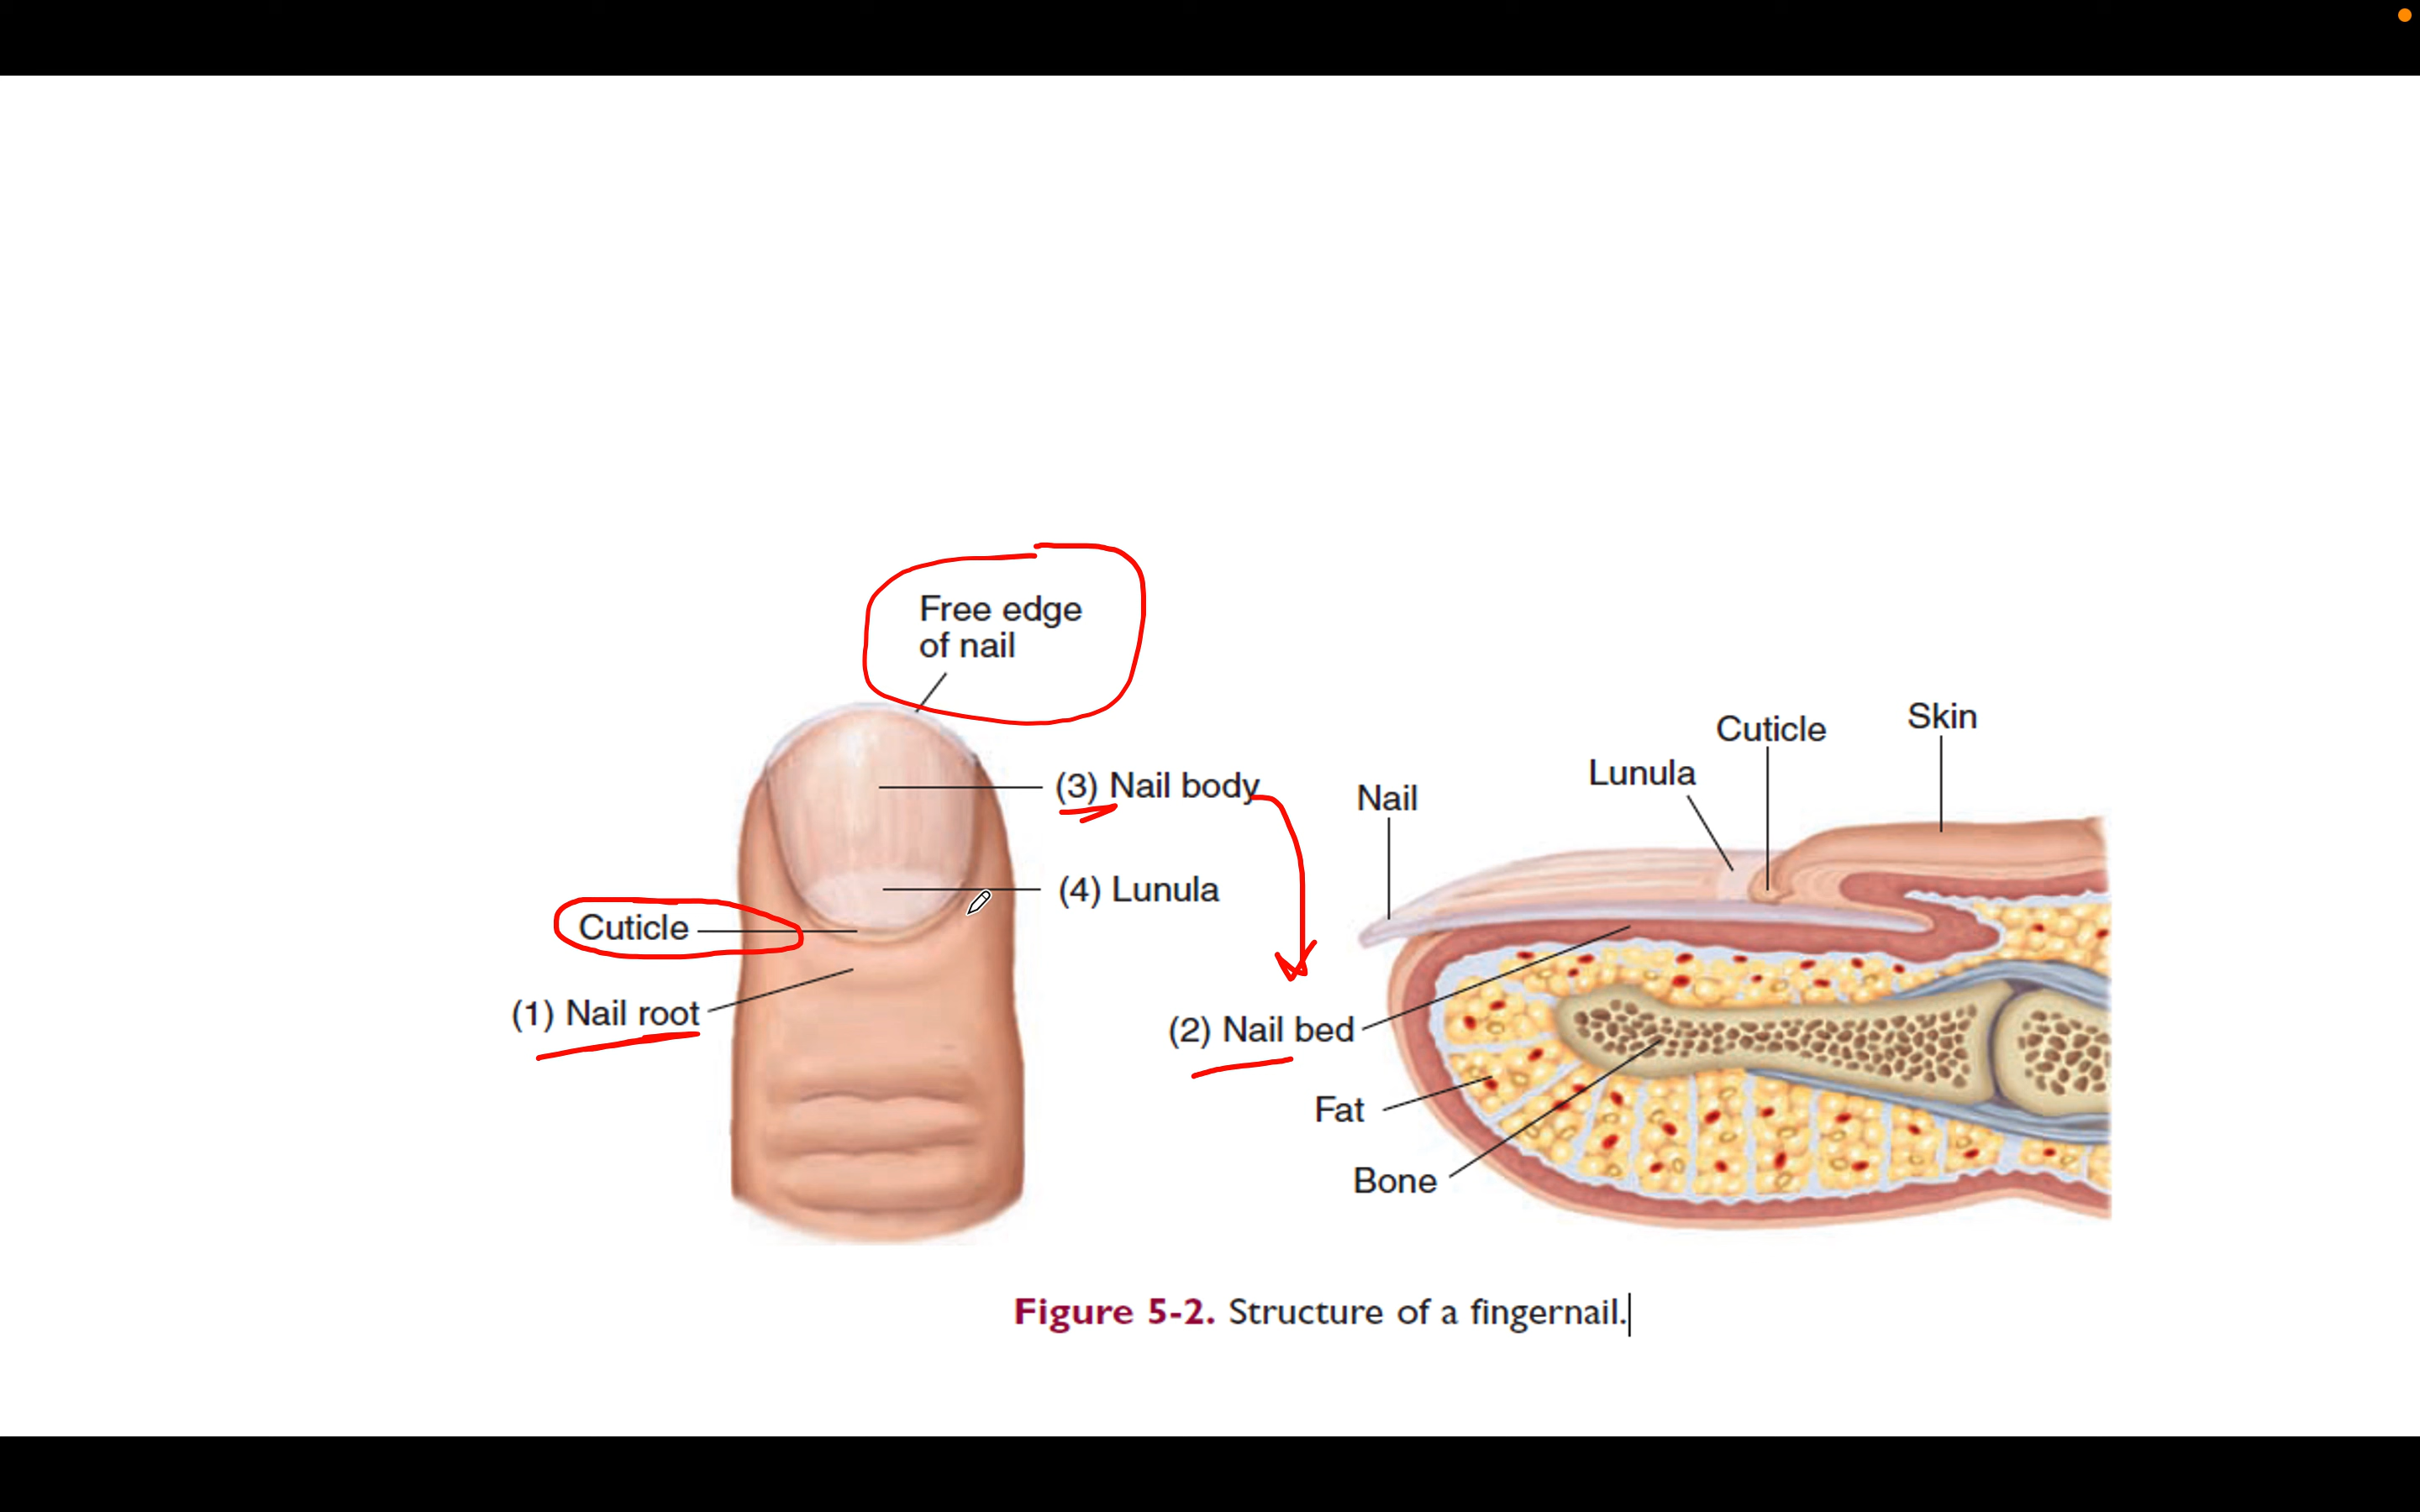 Free edge
of nail
(3) Nail body
(4) Lunula
Cuticle
(1) Nail root
Nail
Lunula
Cuticle
Skin
(2) Nail bed
Fat
Bone
Figure 5-2. Structure of a fingernail.